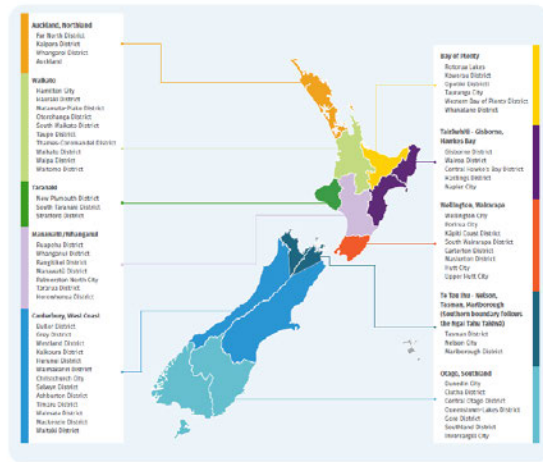 Auckland, Northland
Far North District
Kaipara District
Whangarei District
Auckland
Waikato
Hamilton City
Hauraki District
Matamata-Piako District
Otorohanga District
South Waikato District
Taupo District
Thames-Coromandel District
Waikato District
Waipa District
Waitomo District
Taranaki
New Plymouth District
South Taranaki District
Stratford District
Manawatū/Whanganui
Ruapehu District
Whanganui District
Rangitikei District
Manawatū District
Palmerston North City
Tararua District
Horowhenua District
Canterbury, West Coast
Buller District
Grey District
Westland District
Kaikoura District
Hurunui District
Waimakariri District
Christchurch City
Selwyn District
Ashburton District
Timaru District
Waimate District
Mackenzie District
Waitaki District
Bay of Plenty
Rotorua Lakes
Kawerau District
Opotiki District
Tauranga City
Western Bay of Plenty District
Whakatane District
Tairāwhiti - Gisborne,
Hawkes Bay
Gisborne District
Wairoa District
Central Hawke's Bay District
Hastings District
Napier City
Wellington, Wairarapa
Wellington City
Porirua City
Kāpiti Coast District
South Wairarapa District
Carterton District
Masterton District
Hutt City
Upper Hutt City
Te Tau Ihu - Nelson,
Tasman, Marlborough
(Southern boundary follows
the Ngai Tahu Takiwā)
Tasman District
Nelson City
Marlborough District
Otago, Southland
Dunedin City
Clutha District
Central Otago District
Queenstown-Lakes District
Gore District
Southland District
Invercargill City